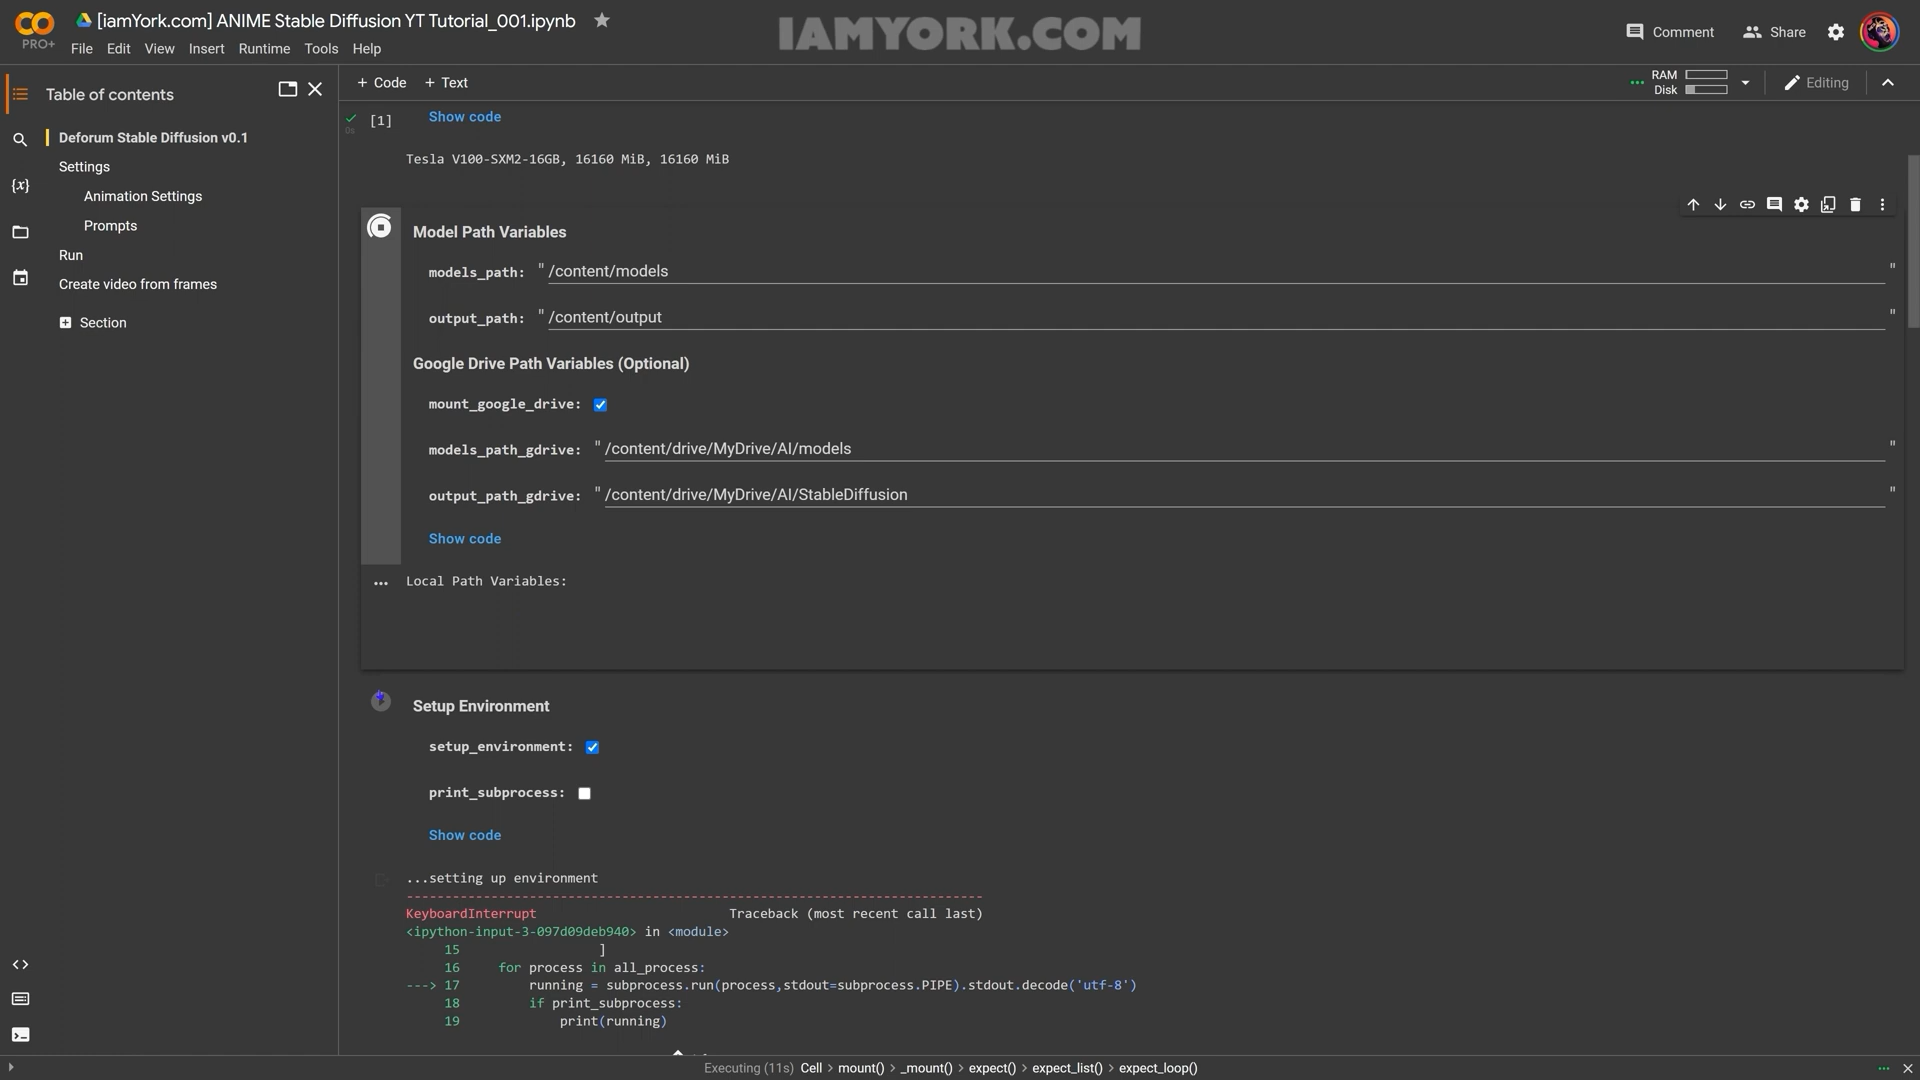 [iamYork.com] ANIME Stable Diffusion YT Tutorial_001.ipynb
IAMYORK.COM
PRO+
File Edit View Insert Runtime Tools Help
Comment
Share
Table of contents
+ Code + Text
RAM
Disk
Editing
Deforum Stable Diffusion v0.1
Settings
Animation Settings
Prompts
Run
Create video from frames
Section
{x}
0s
[1]
Show code
Tesla V100-SXM2-16GB, 16160 MiB, 16160 MiB
Model Path Variables
models_path: "/content/models"
output_path: "/content/output"
Google Drive Path Variables (Optional)
mount_google_drive:
models_path_gdrive: "/content/drive/MyDrive/AI/models"
output_path_gdrive: "/content/drive/MyDrive/AI/StableDiffusion"
Show code
... Local Path Variables:
Setup Environment
setup_environment:
print_subprocess:
Show code
...setting up environment
---------------------------------------------------------------------------
KeyboardInterrupt Traceback (most recent call last)
<ipython-input-3-097d09deb940> in <module>
15 ]
16 for process in all_process:
---> 17 running = subprocess.run(process,stdout=subprocess.PIPE).stdout.decode('utf-8')
18 if print_subprocess:
19 print(running)
Executing (11s) Cell > mount() > _mount() > expect() > expect_list() > expect_loop()